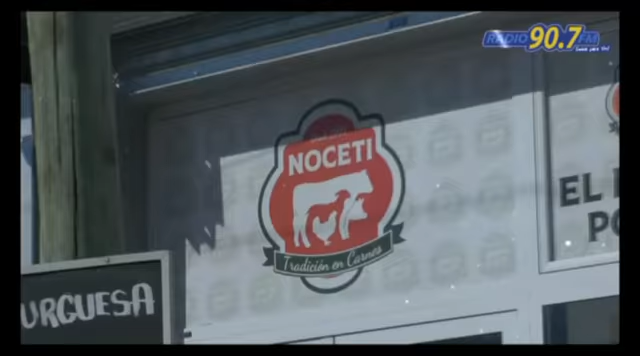 RADIO 90.7 FM
NOCETI
Tradición en Carnes
URGUESA
EL
PO